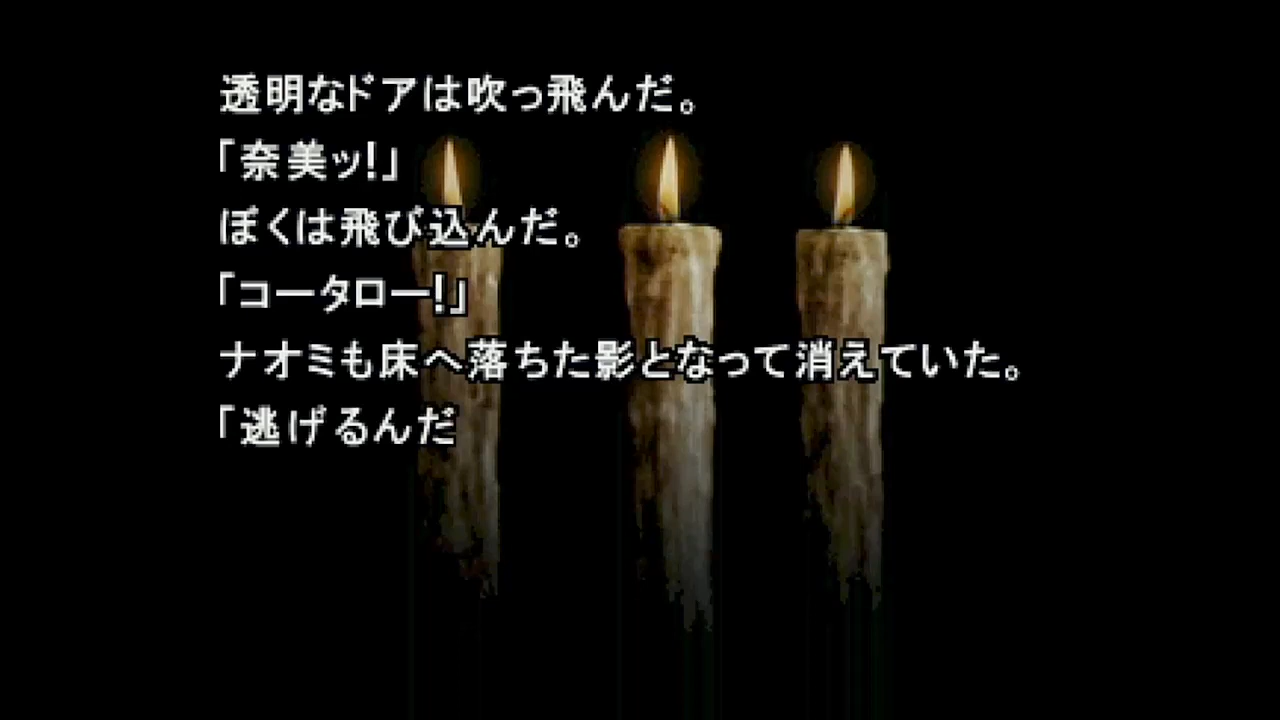 透明なドアは吹っ飛んだ。
「奈美ッ!」
ぼくは飛び込んだ。
「コータロー!」
ナオミも床へ落ちた影となって消えていた。
「逃げるんだ